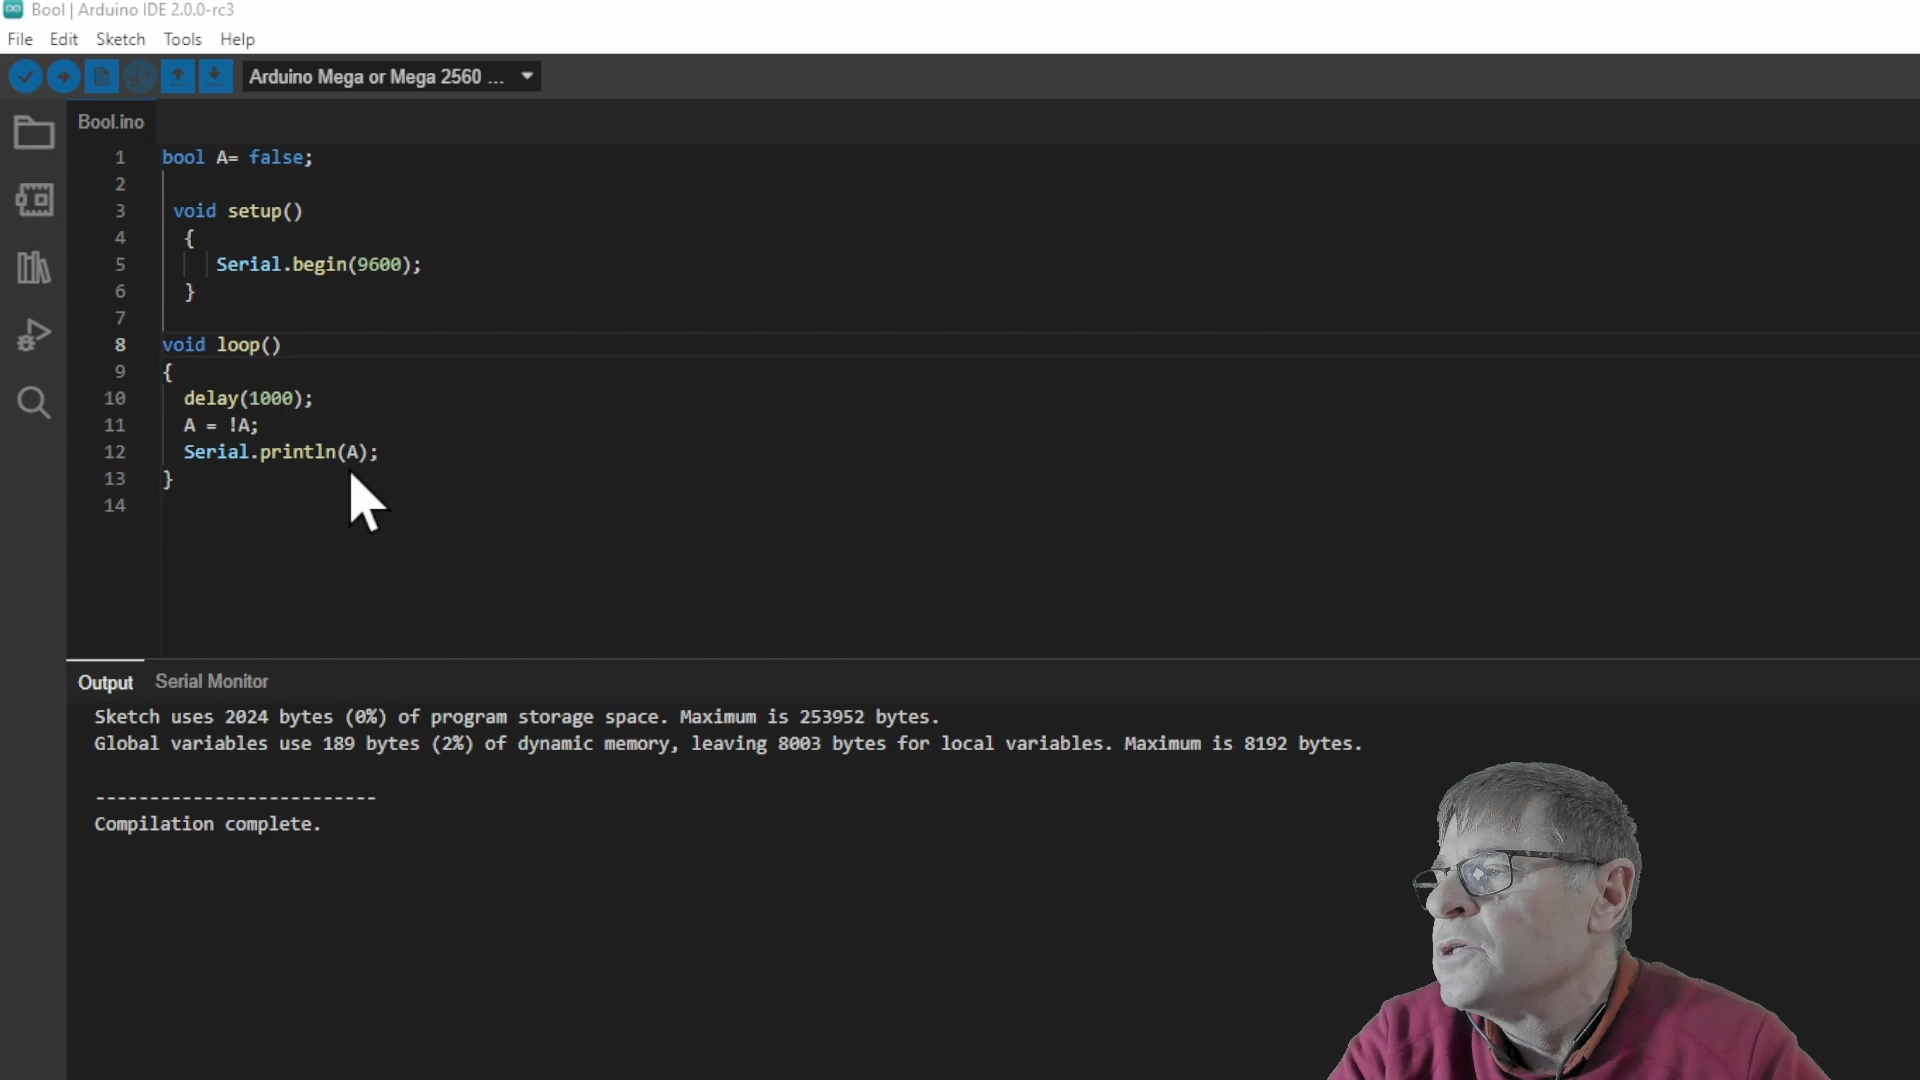 Bool | Arduino IDE 2.0.0-rc3
File Edit Sketch Tools Help
Arduino Mega or Mega 2560 ...
Bool.ino
1 bool A= false;
2
3 void setup()
4 {
5 Serial.begin(9600);
6 }
7
8 void loop()
9 {
10 delay(1000);
11 A = !A;
12 Serial.println(A);
13 }
14
Output Serial Monitor
Sketch uses 2024 bytes (0%) of program storage space. Maximum is 253952 bytes.
Global variables use 189 bytes (2%) of dynamic memory, leaving 8003 bytes for local variables. Maximum is 8192 bytes.
--------------------------
Compilation complete.